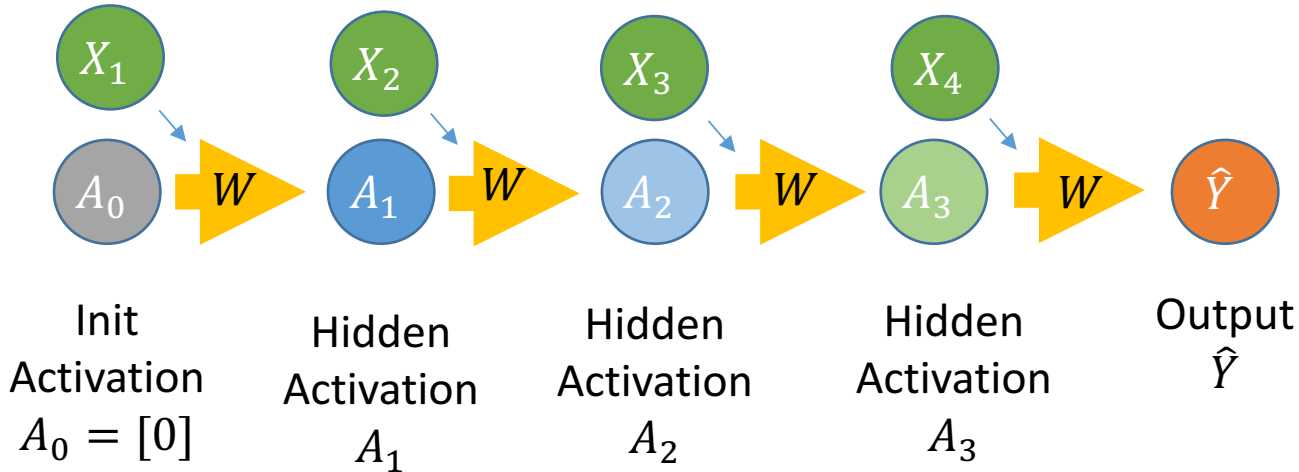 X₁ X₂ X₃ X₄
A₀ W A₁ W A₂ W A₃ W Ŷ
Init
Activation
A₀ = [0]
Hidden
Activation
A₁
Hidden
Activation
A₂
Hidden
Activation
A₃
Output
Ŷ